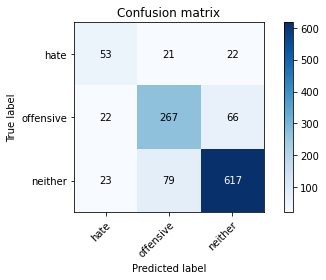 Confusion matrix
True label
hate
53 21 22
offensive
22 267 66
neither
23 79 617
hate
offensive
neither
Predicted label
600
500
400
300
200
100